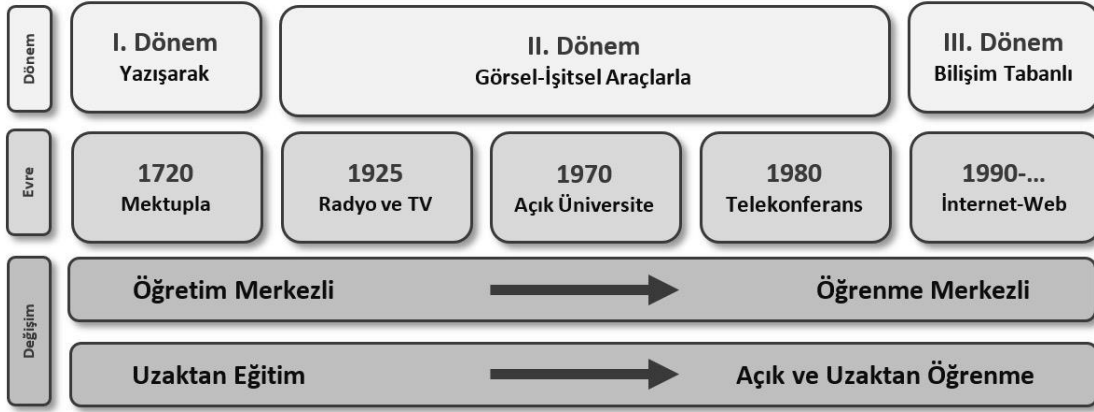 Dönem
I. Dönem
Yazışarak
II. Dönem
Görsel-İşitsel Araçlarla
III. Dönem
Bilişim Tabanlı
Evre
1720
Mektupla
1925
Radyo ve TV
1970
Açık Üniversite
1980
Telekonferans
1990-...
İnternet-Web
Değişim
Öğretim Merkezli
Öğrenme Merkezli
Uzaktan Eğitim
Açık ve Uzaktan Öğrenme